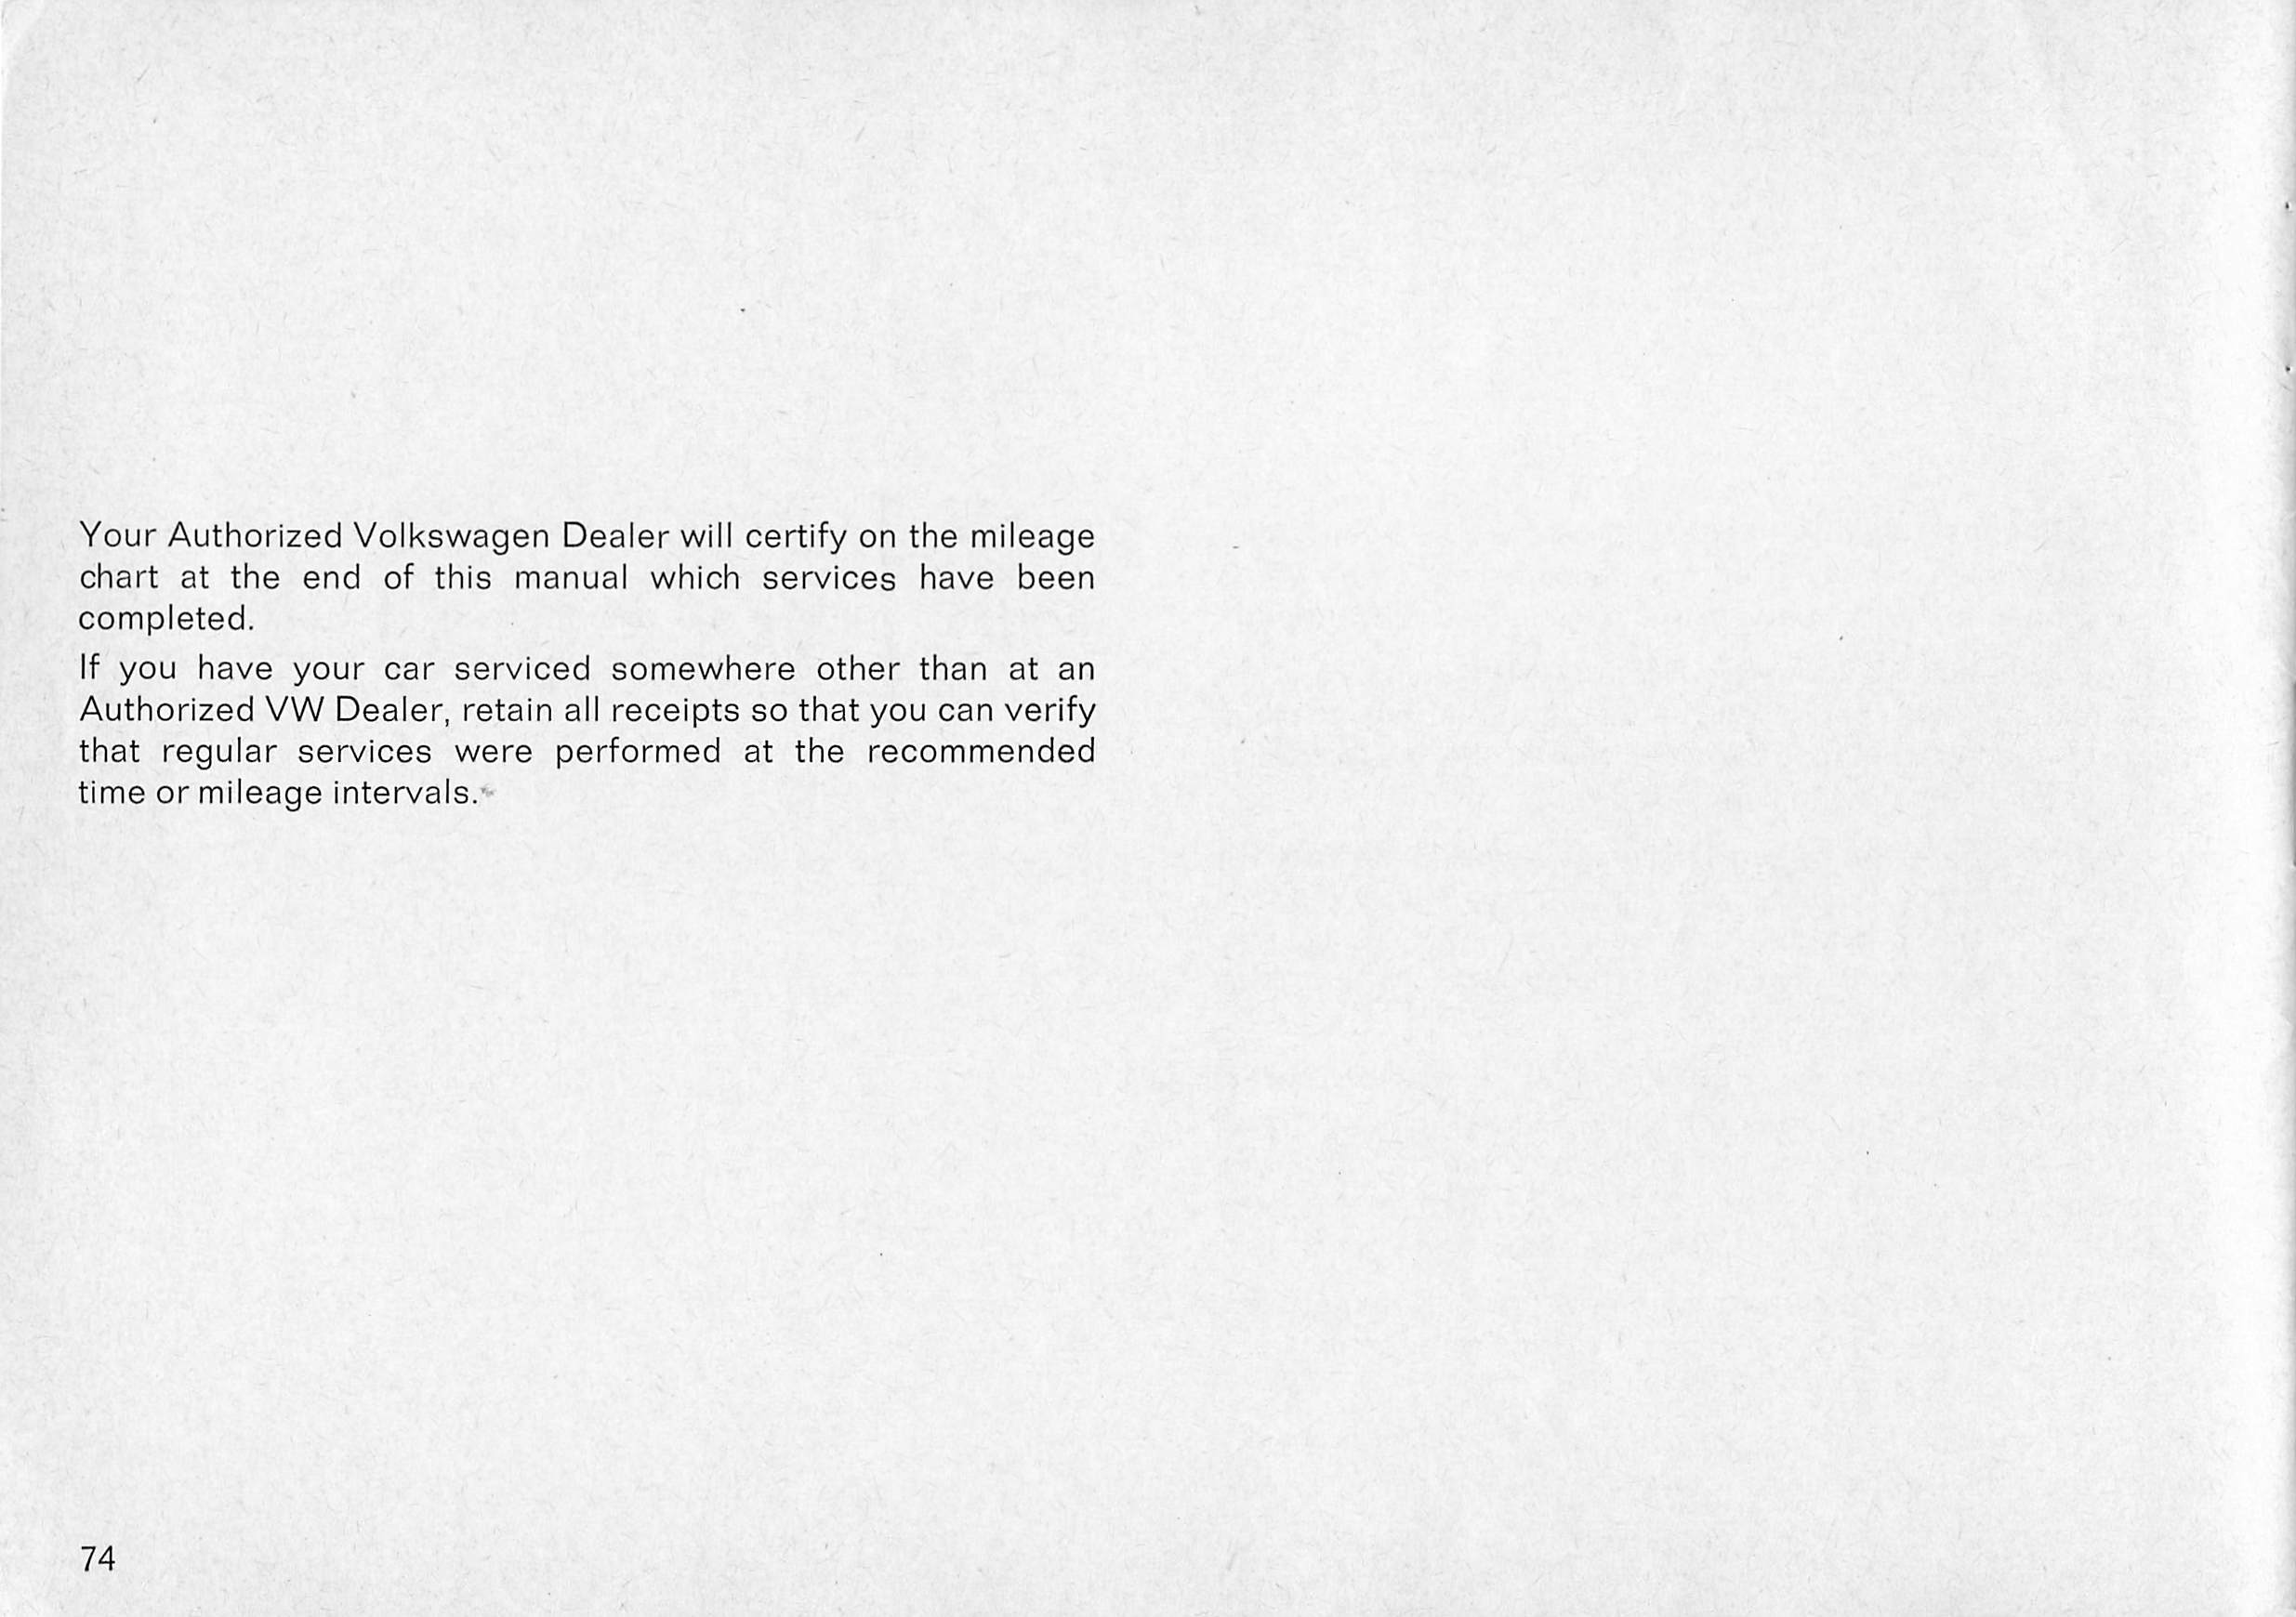 Your Authorized Volkswagen Dealer will certify on the mileage
chart at the end of this manual which services have been
completed.
If you have your car serviced somewhere other than at an
Authorized VW Dealer, retain all receipts so that you can verify
that regular services were performed at the recommended
time or mileage intervals.
74